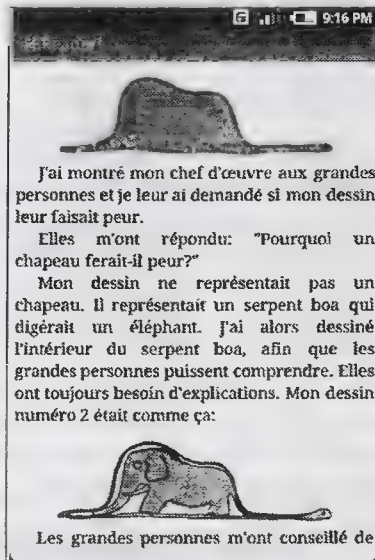 9:16 PM
J'ai montré mon chef d'œuvre aux grandes
personnes et je leur ai demandé si mon dessin
leur faisait peur.
Elles m'ont répondu: "Pourquoi un
chapeau ferait-il peur?"
Mon dessin ne représentait pas un
chapeau. Il représentait un serpent boa qui
digérait un éléphant. J'ai alors dessiné
l'intérieur du serpent boa, afin que les
grandes personnes puissent comprendre. Elles
ont toujours besoin d'explications. Mon dessin
numéro 2 était comme ça:
Les grandes personnes m'ont conseillé de